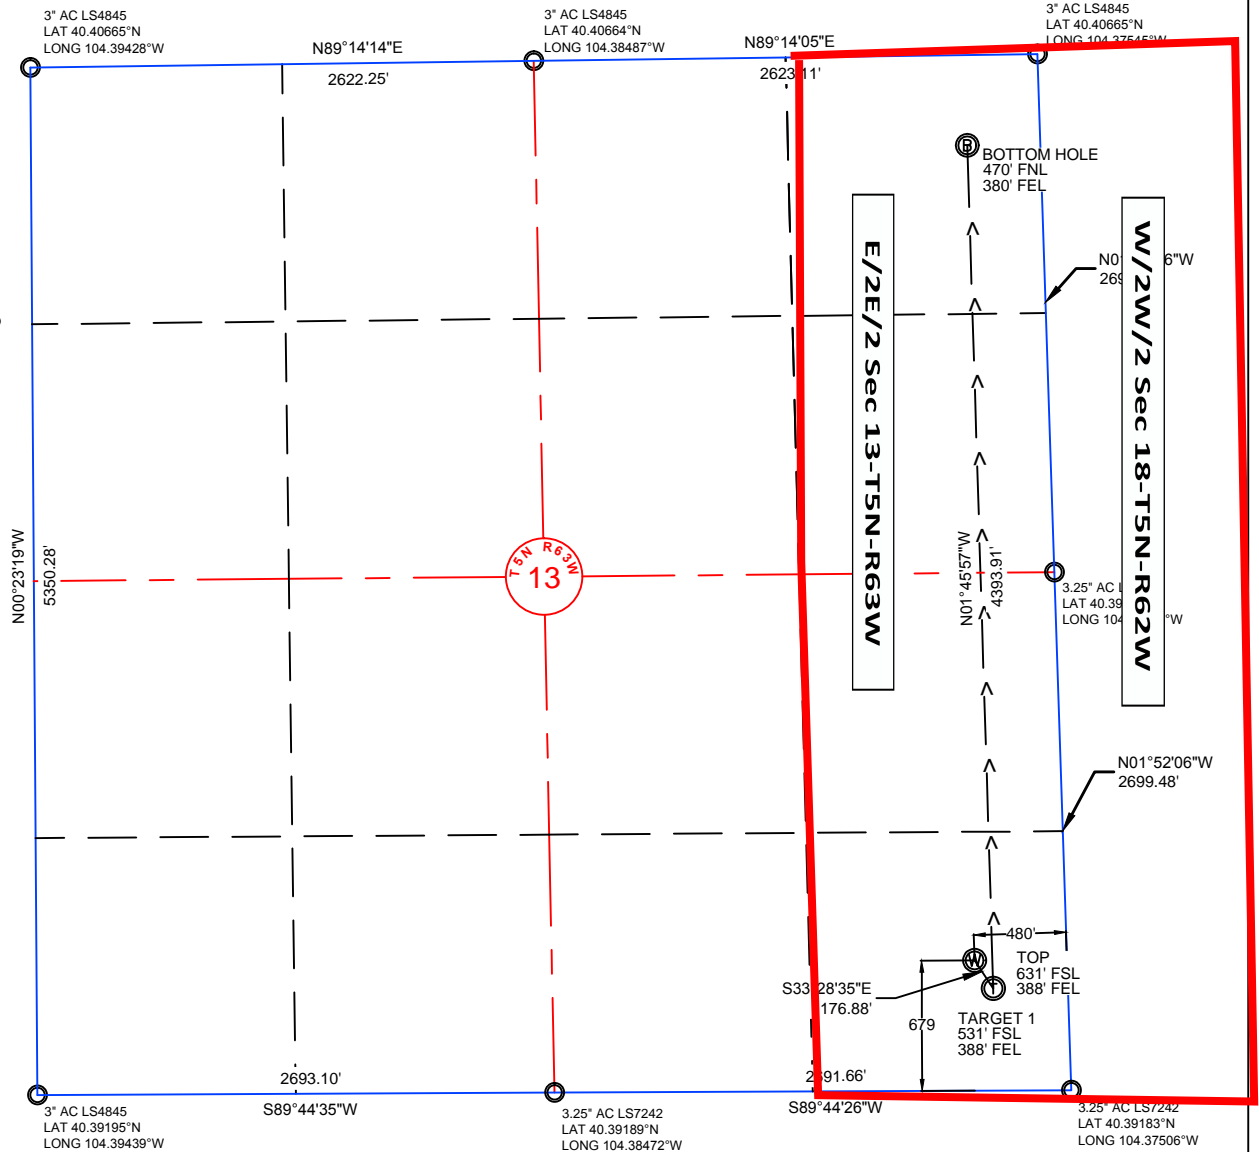 3" AC LS4845
LAT 40.40665°N
LONG 104.39428°W
3" AC LS4845
LAT 40.40664°N
LONG 104.38487°W
3" AC LS4845
LAT 40.40665°N
LONG 104.37545°W
N89°14'14"E
2622.25'
N89°14'05"E
2623.11'
B
BOTTOM HOLE
470' FNL
380' FEL
E/2E/2 Sec 13-T5N-R63W
W/2W/2 Sec 18-T5N-R62W
N00°23'19"W
5350.28'
T5N R63W
13
N01°45'57"W
4393.91'
3.25" AC
LAT
LONG
N01°52'06"W
2699.48'
480'
W
TOP
631' FSL
388' FEL
T
S33°28'35"E
176.88'
679
TARGET 1
531' FSL
388' FEL
2693.10'
S89°44'35"W
2691.66'
S89°44'26"W
3" AC LS4845
LAT 40.39195°N
LONG 104.39439°W
3.25" AC LS7242
LAT 40.39189°N
LONG 104.38472°W
3.25" AC LS7242
LAT 40.39183°N
LONG 104.37506°W